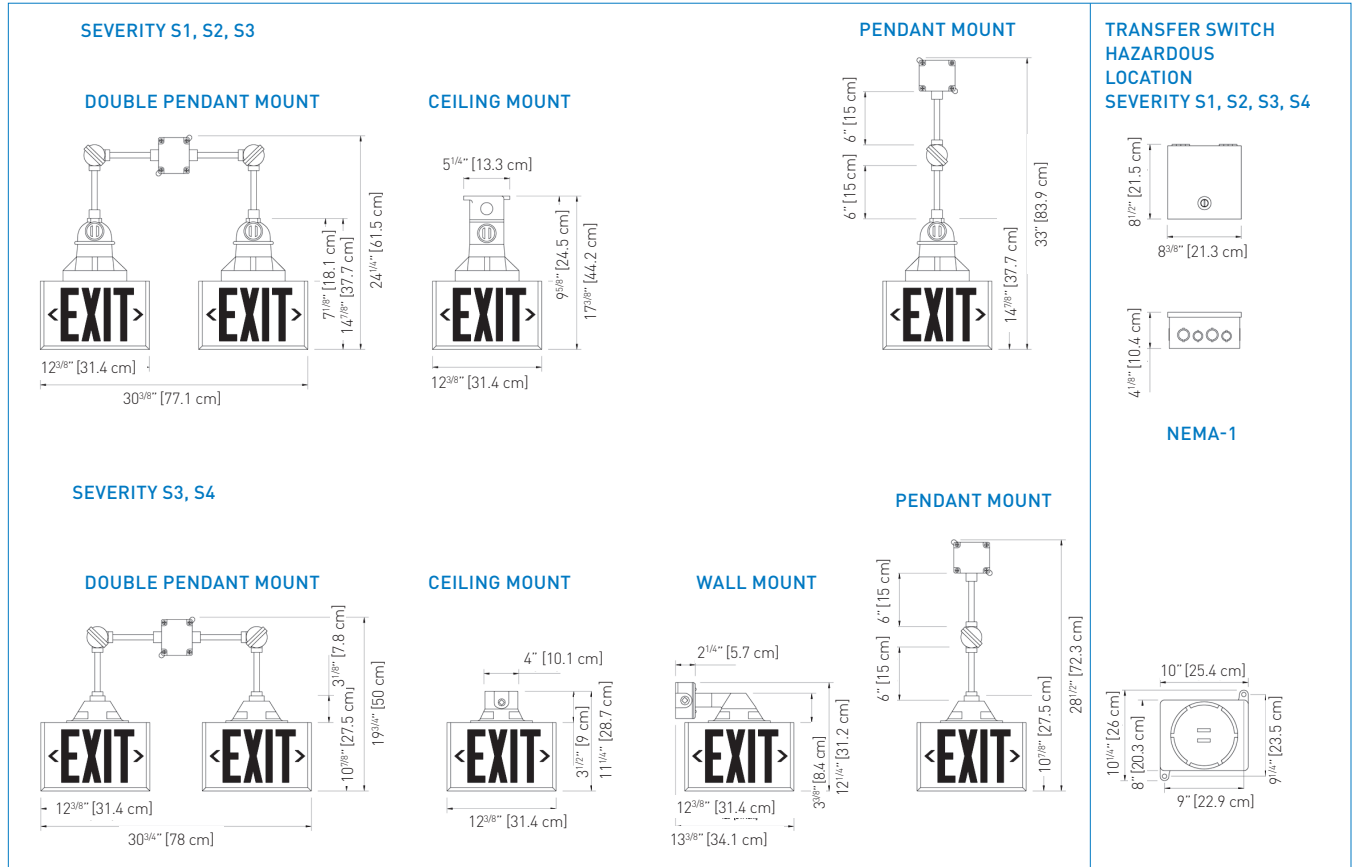 SEVERITY S1, S2, S3
DOUBLE PENDANT MOUNT
<EXIT>
<EXIT>
7 1/8" [18.1 cm]
14 7/8" [37.7 cm]
24 1/4" [61.5 cm]
12 3/8" [31.4 cm]
30 3/8" [77.1 cm]
CEILING MOUNT
5 1/4" [13.3 cm]
<EXIT>
9 5/8" [24.5 cm]
17 3/8" [44.2 cm]
12 3/8" [31.4 cm]
PENDANT MOUNT
6" [15 cm]
6" [15 cm]
33" [83.9 cm]
14 7/8" [37.7 cm]
<EXIT>
TRANSFER SWITCH
HAZARDOUS
LOCATION
SEVERITY S1, S2, S3, S4
8 1/2" [21.5 cm]
8 3/8" [21.3 cm]
4 1/8" [10.4 cm]
NEMA-1
10" [25.4 cm]
10 1/4" [26 cm]
8" [20.3 cm]
9 1/4" [23.5 cm]
9" [22.9 cm]
SEVERITY S3, S4
DOUBLE PENDANT MOUNT
<EXIT>
<EXIT>
3 1/8" [7.8 cm]
10 7/8" [27.5 cm]
19 3/4" [50 cm]
12 3/8" [31.4 cm]
30 3/4" [78 cm]
CEILING MOUNT
4" [10.1 cm]
<EXIT>
3 1/2" [9 cm]
11 1/4" [28.7 cm]
12 3/8" [31.4 cm]
WALL MOUNT
2 1/4" [5.7 cm]
<EXIT>
3 3/8" [8.4 cm]
12 1/4" [31.2 cm]
12 3/8" [31.4 cm]
13 3/8" [34.1 cm]
PENDANT MOUNT
6" [15 cm]
6" [15 cm]
28 1/2" [72.3 cm]
10 7/8" [27.5 cm]
<EXIT>